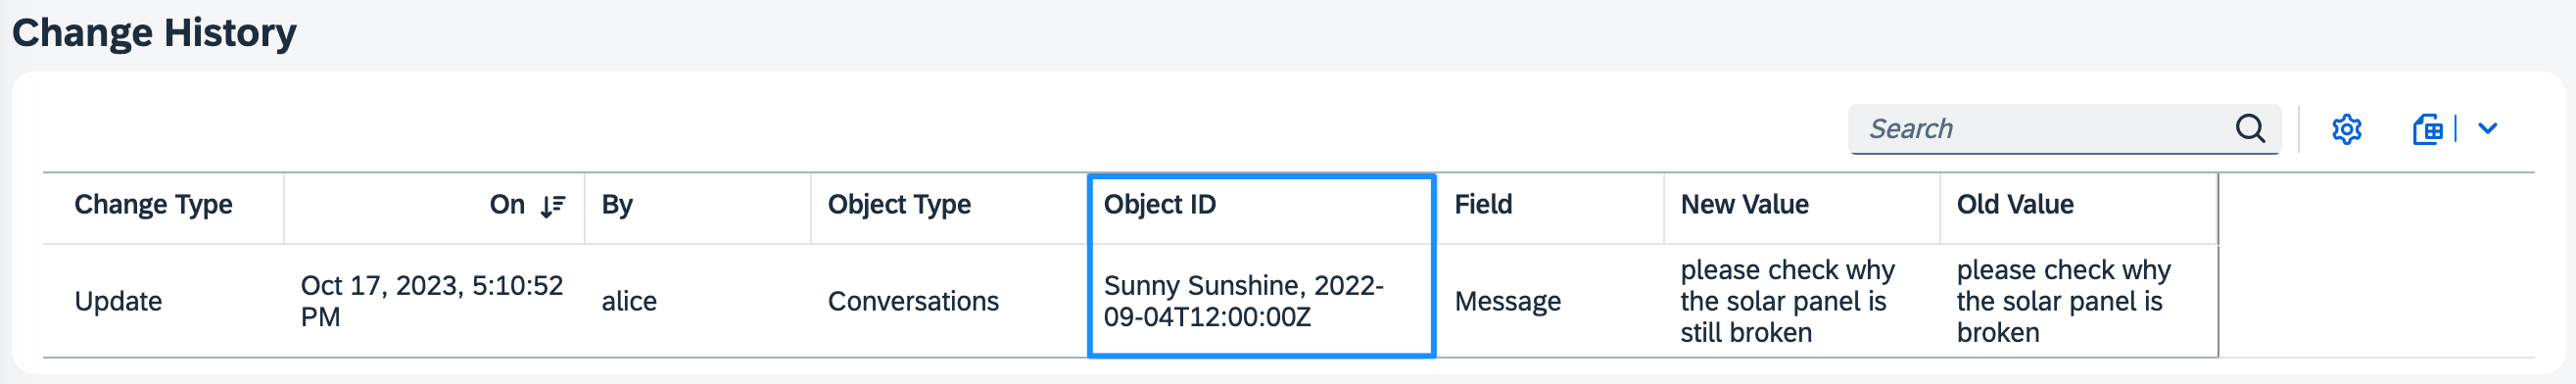 Change History
Search
Change Type On By Object Type Object ID Field New Value Old Value
Update
Oct 17, 2023, 5:10:52
PM
alice
Conversations
Sunny Sunshine, 2022-
09-04T12:00:00Z
Message
please check why
the solar panel is
still broken
please check why
the solar panel is
broken